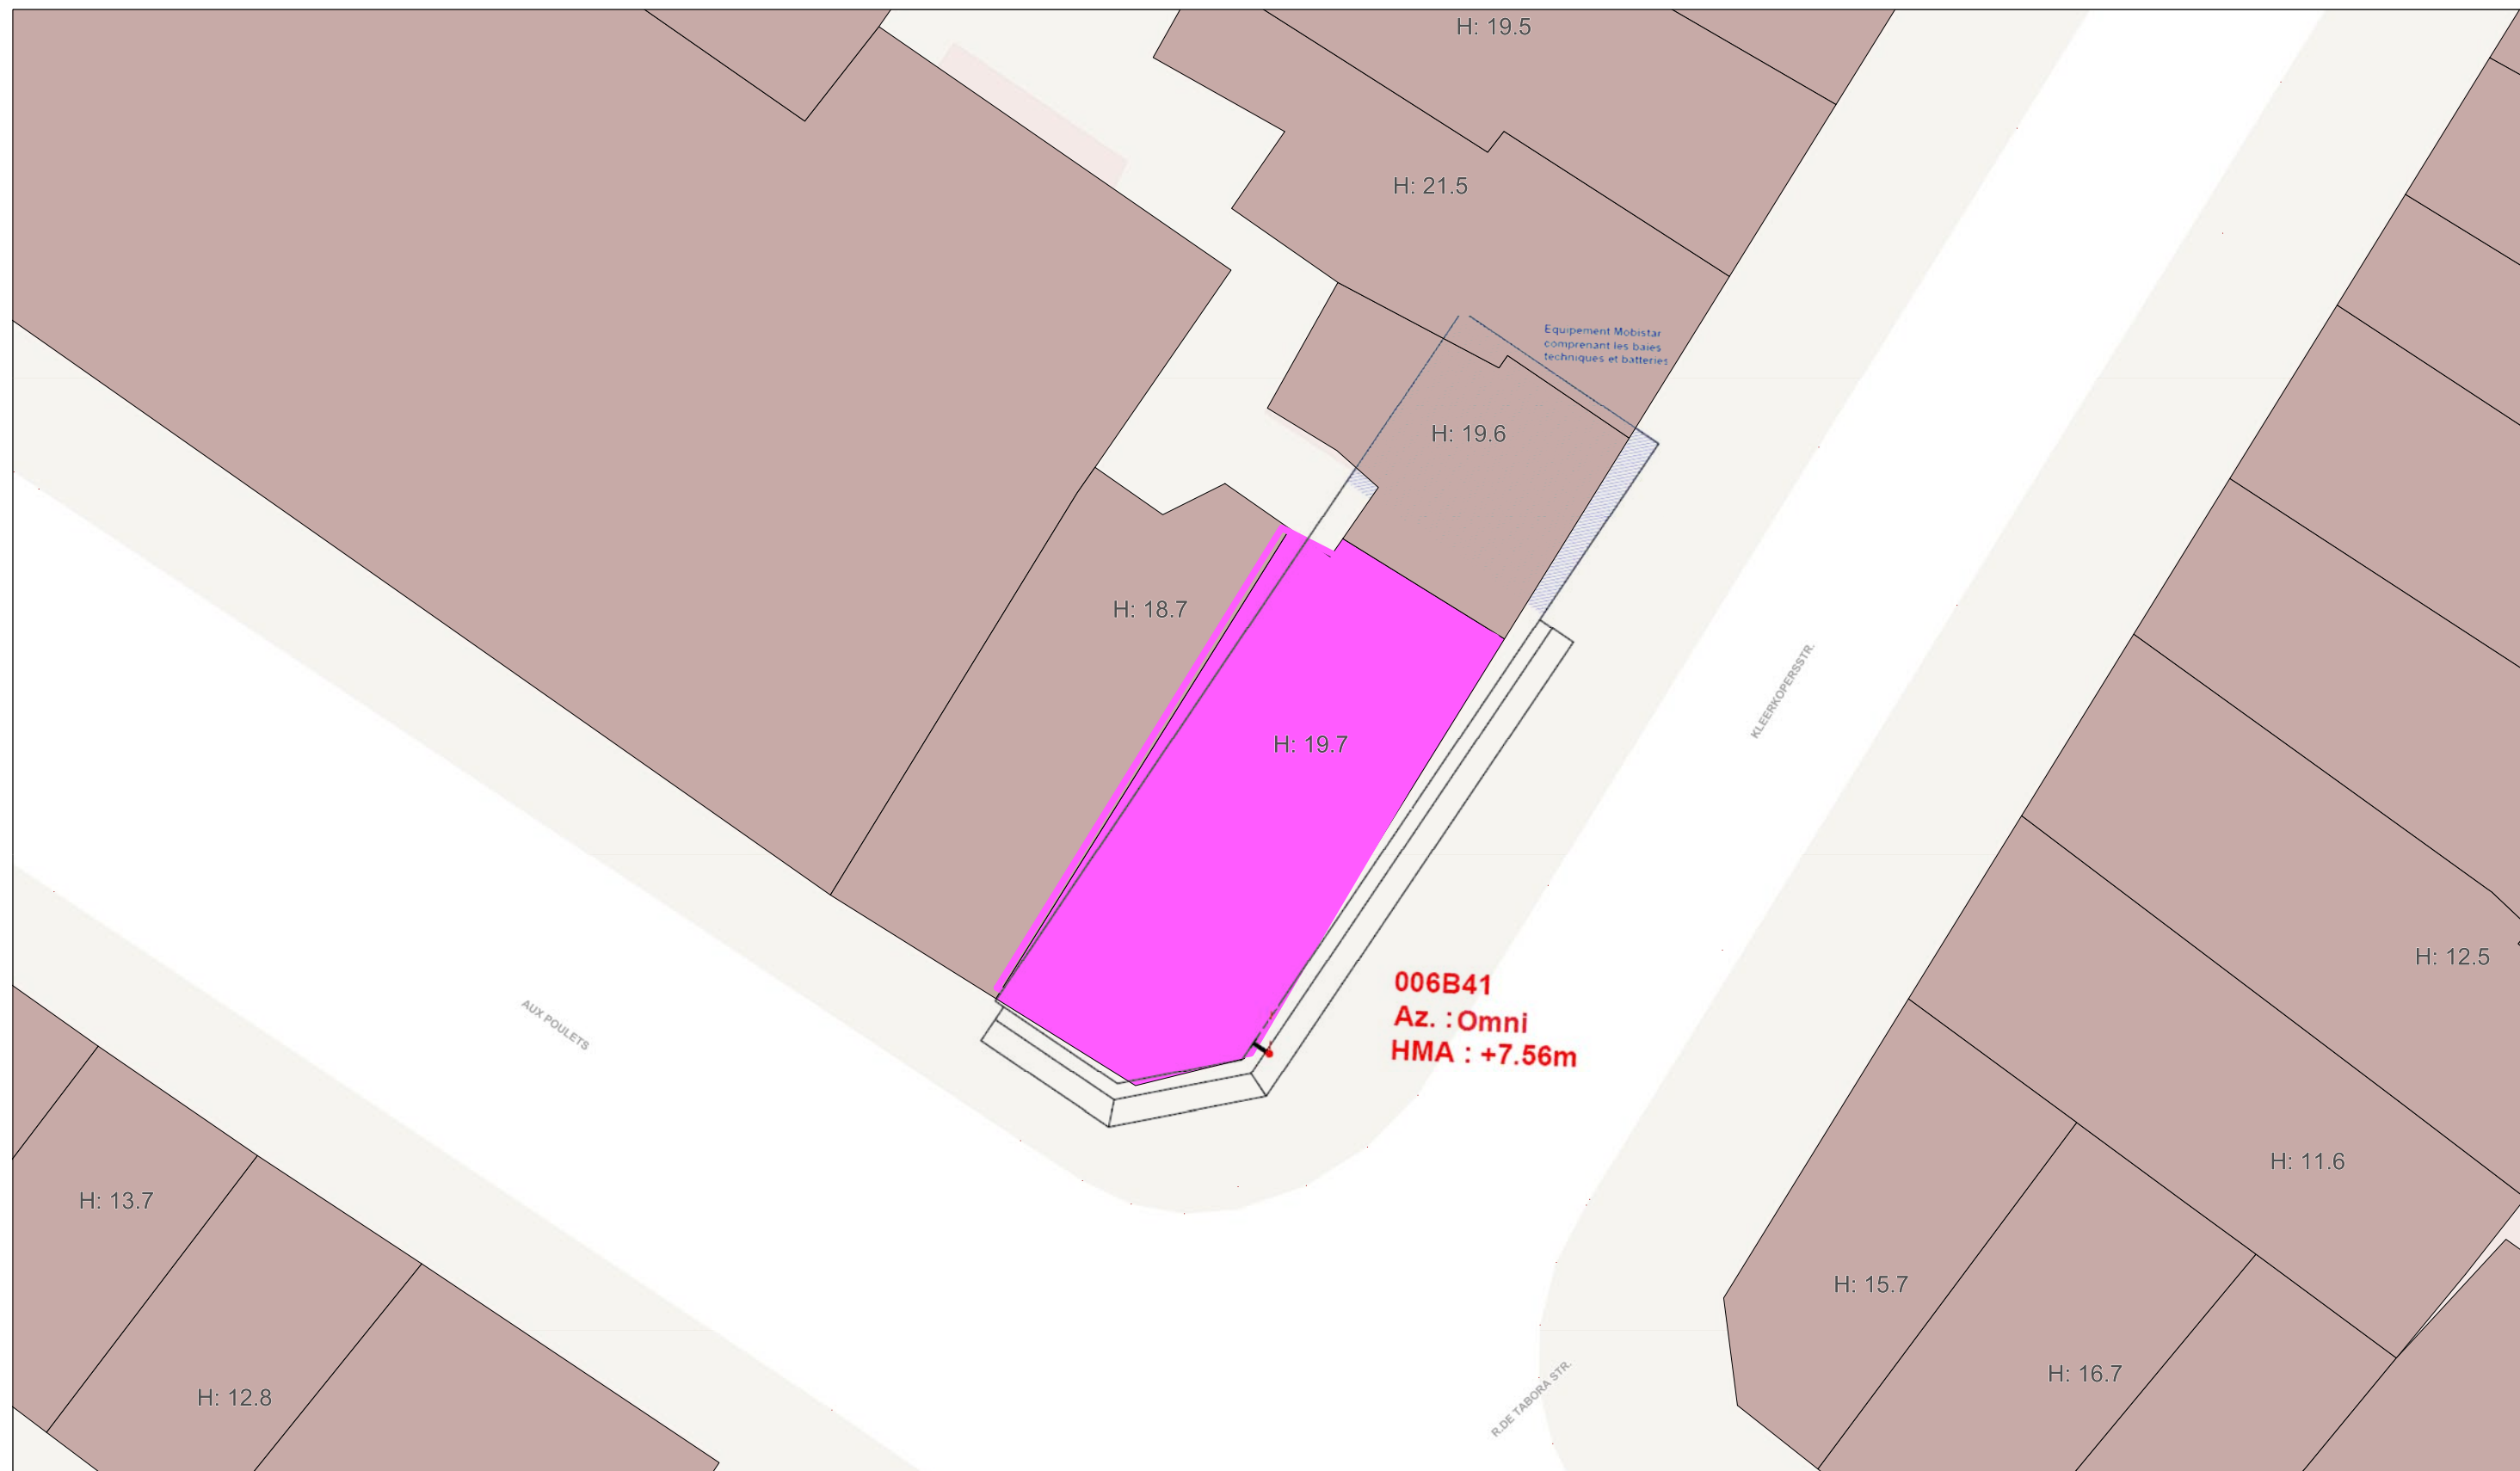 H: 19.5
H: 21.5
Equipement Mobistar
comprenant les baies
techniques et batteries
H: 19.6
H: 18.7
H: 19.7
KLEERKOPERSSTR.
H: 12.5
006B41
Az. : Omni
HMA : +7.56m
AUX POULETS
H: 11.6
H: 13.7
H: 15.7
H: 16.7
H: 12.8
R.DE TABORA STR.